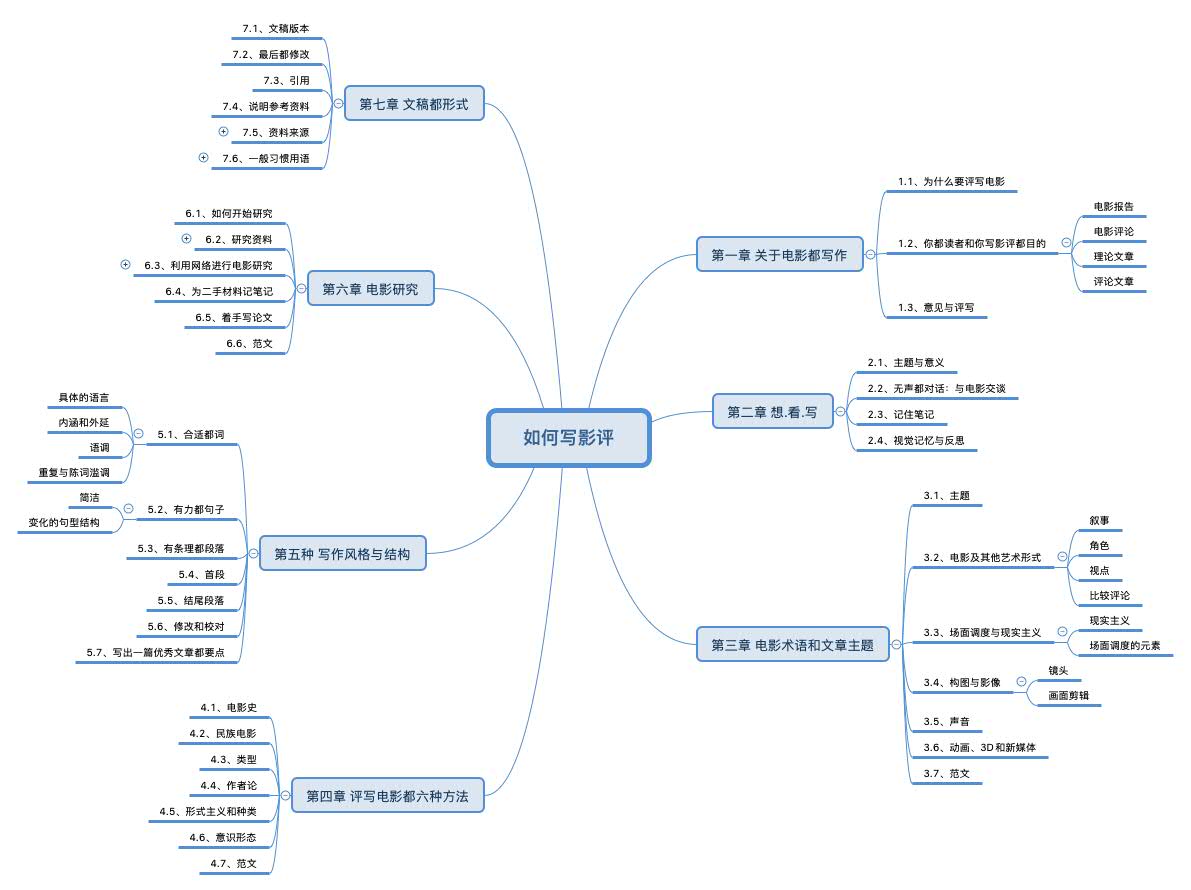 如何写影评
第一章 关于电影都写作
1.1、为什么要评写电影
1.2、你都读者和你写影评都目的
电影报告
电影评论
理论文章
评论文章
1.3、意见与评写
第二章 想.看.写
2.1、主题与意义
2.2、无声都对话：与电影交谈
2.3、记住笔记
2.4、视觉记忆与反思
第三章 电影术语和文章主题
3.1、主题
3.2、电影及其他艺术形式
叙事
角色
视点
比较评论
3.3、场面调度与现实主义
现实主义
场面调度的元素
3.4、构图与影像
镜头
画面剪辑
3.5、声音
3.6、动画、3D和新媒体
3.7、范文
第四章 评写电影都六种方法
4.1、电影史
4.2、民族电影
4.3、类型
4.4、作者论
4.5、形式主义和种类
4.6、意识形态
4.7、范文
第五种 写作风格与结构
5.1、合适都词
具体的语言
内涵和外延
语调
重复与陈词滥调
5.2、有力都句子
简洁
变化的句型结构
5.3、有条理都段落
5.4、首段
5.5、结尾段落
5.6、修改和校对
5.7、写出一篇优秀文章都要点
第六章 电影研究
6.1、如何开始研究
6.2、研究资料
6.3、利用网络进行电影研究
6.4、为二手材料记笔记
6.5、着手写论文
6.6、范文
第七章 文稿都形式
7.1、文稿版本
7.2、最后都修改
7.3、引用
7.4、说明参考资料
7.5、资料来源
7.6、一般习惯用语